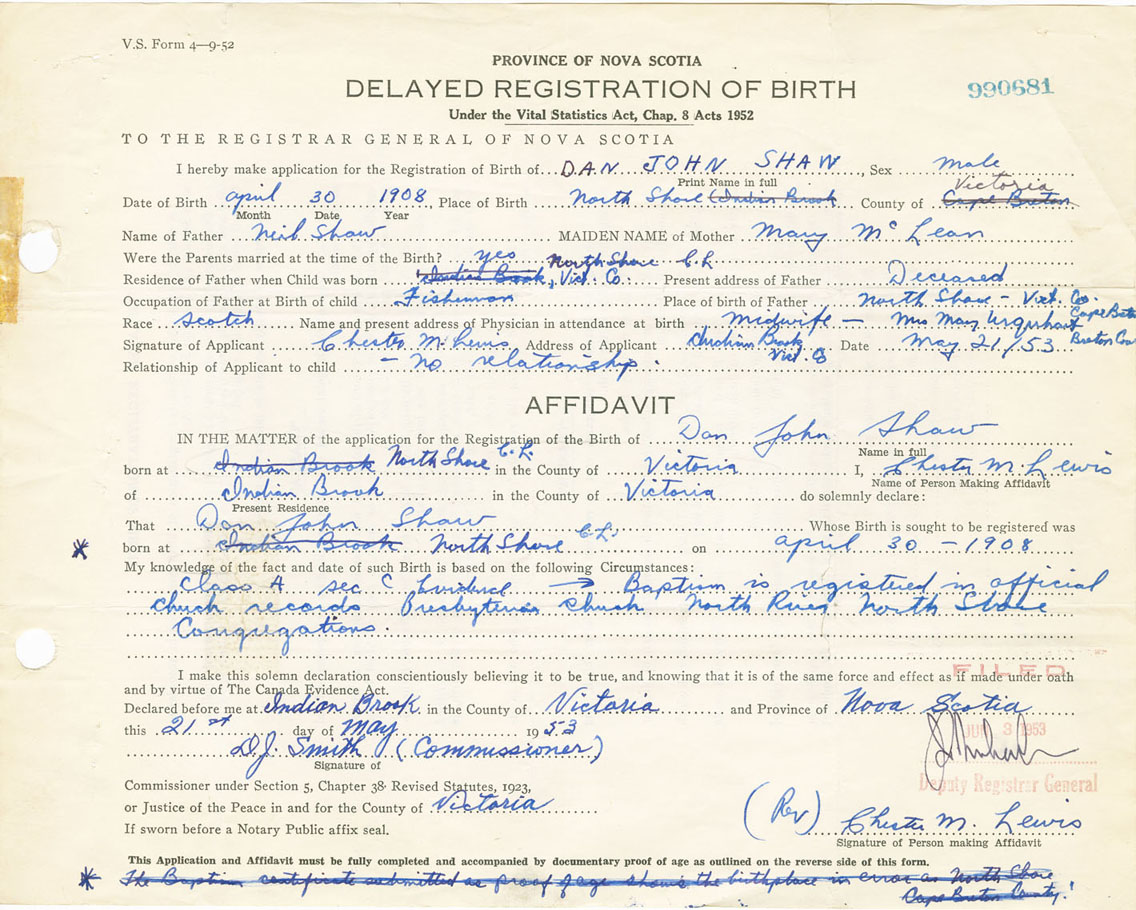 V.S. Form 4—9-52
PROVINCE OF NOVA SCOTIA
DELAYED REGISTRATION OF BIRTH
990681
Under the Vital Statistics Act, Chap. 8 Acts 1952
TO THE REGISTRAR GENERAL OF NOVA SCOTIA
I hereby make application for the Registration of Birth of DAN JOHN SHAW, Sex male
Print Name in full
Victoria
Date of Birth april 30 1908, Place of Birth North Shore (Indian Brook County of Cape Breton
Month Date Year
Name of Father Neil Shaw MAIDEN NAME of Mother Mary McLean
Were the Parents married at the time of the Birth? yes North Shore C.L.
Residence of Father when Child was born Indian Brook, Vict. Co. Present address of Father Deceased
Occupation of Father at Birth of child Fisherman Place of birth of Father North Shore - Vict. Co.
Race Scotch Name and present address of Physician in attendance at birth midwife — Mrs May Urquhart Cape Breton
Signature of Applicant Chester M. Lewis Address of Applicant Indian Brook Vict. Co Date May 21/53
Relationship of Applicant to child - no relationship.
AFFIDAVIT
IN THE MATTER of the application for the Registration of the Birth of Dan John Shaw
Name in full
born at Indian Brook North Shore C.L. in the County of Victoria I, Chester M. Lewis
Name of Person Making Affidavit
of Indian Brook in the County of Victoria do solemnly declare:
Present Residence
That Dan John Shaw Whose Birth is sought to be registered was
born at Indian Brook North Shore C.L. on april 30 - 1908
My knowledge of the fact and date of such Birth is based on the following Circumstances:
Class A sec C → Baptism is registered in official
church records Presbyterian church North River North Shore
Congregations.
FILED
I make this solemn declaration conscientiously believing it to be true, and knowing that it is of the same force and effect as if made under oath
and by virtue of The Canada Evidence Act.
Declared before me at Indian Brook in the County of Victoria and Province of Nova Scotia
this 21st day of May 1953
JUN 3 1953
D.J. Smith (Commissioner)
Signature of
Deputy Registrar General
Commissioner under Section 5, Chapter 38 Revised Statutes, 1923,
or Justice of the Peace in and for the County of Victoria
(Rev) Chester M. Lewis
If sworn before a Notary Public affix seal.
Signature of Person making Affidavit
This Application and Affidavit must be fully completed and accompanied by documentary proof of age as outlined on the reverse side of this form.
The Baptism certificate submitted as proof of age shows the birthplace in error as North Shore
Cape Breton County!